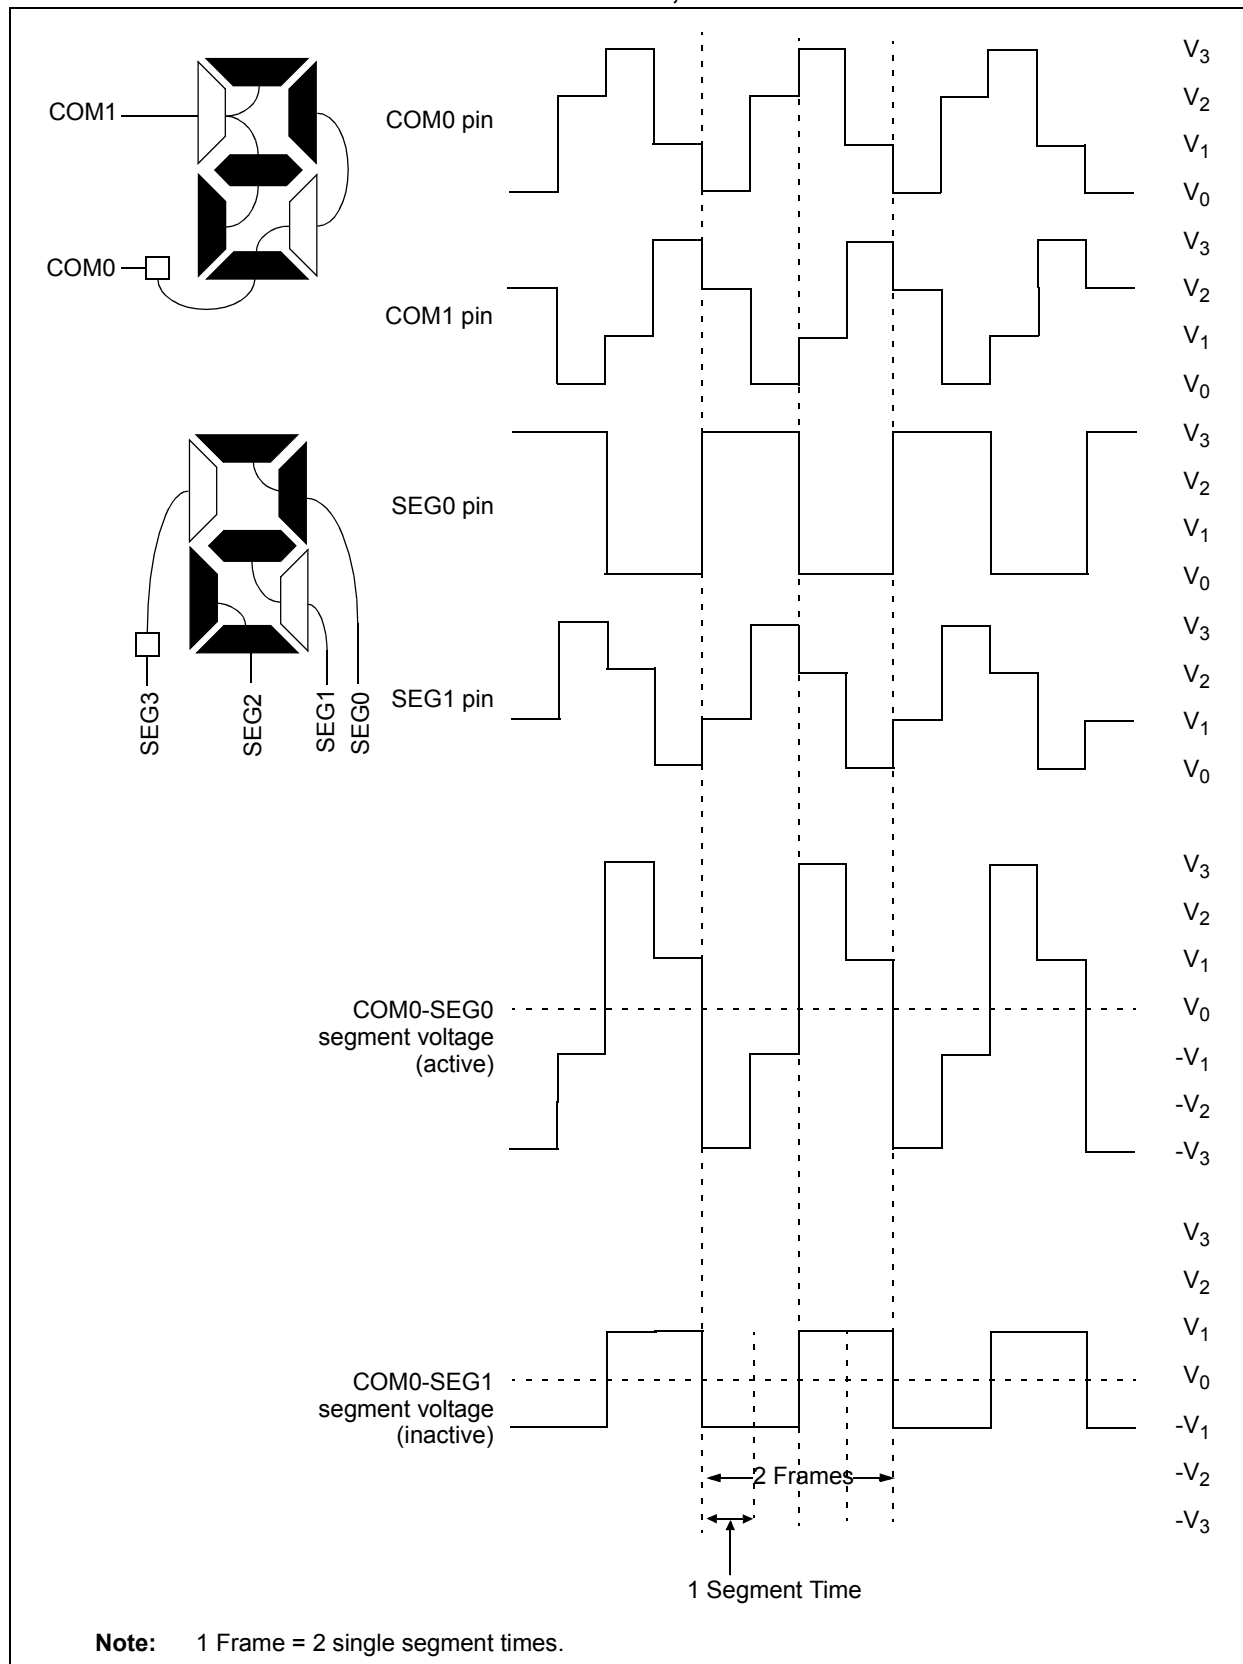 COM1
COM0
COM0 pin
V3
V2
V1
V0
COM1 pin
V3
V2
V1
V0
SEG0 pin
V3
V2
V1
V0
SEG3
SEG2
SEG1
SEG0
SEG1 pin
V3
V2
V1
V0
COM0-SEG0
segment voltage
(active)
V3
V2
V1
V0
-V1
-V2
-V3
COM0-SEG1
segment voltage
(inactive)
V3
V2
V1
V0
-V1
-V2
-V3
2 Frames
1 Segment Time
Note: 1 Frame = 2 single segment times.